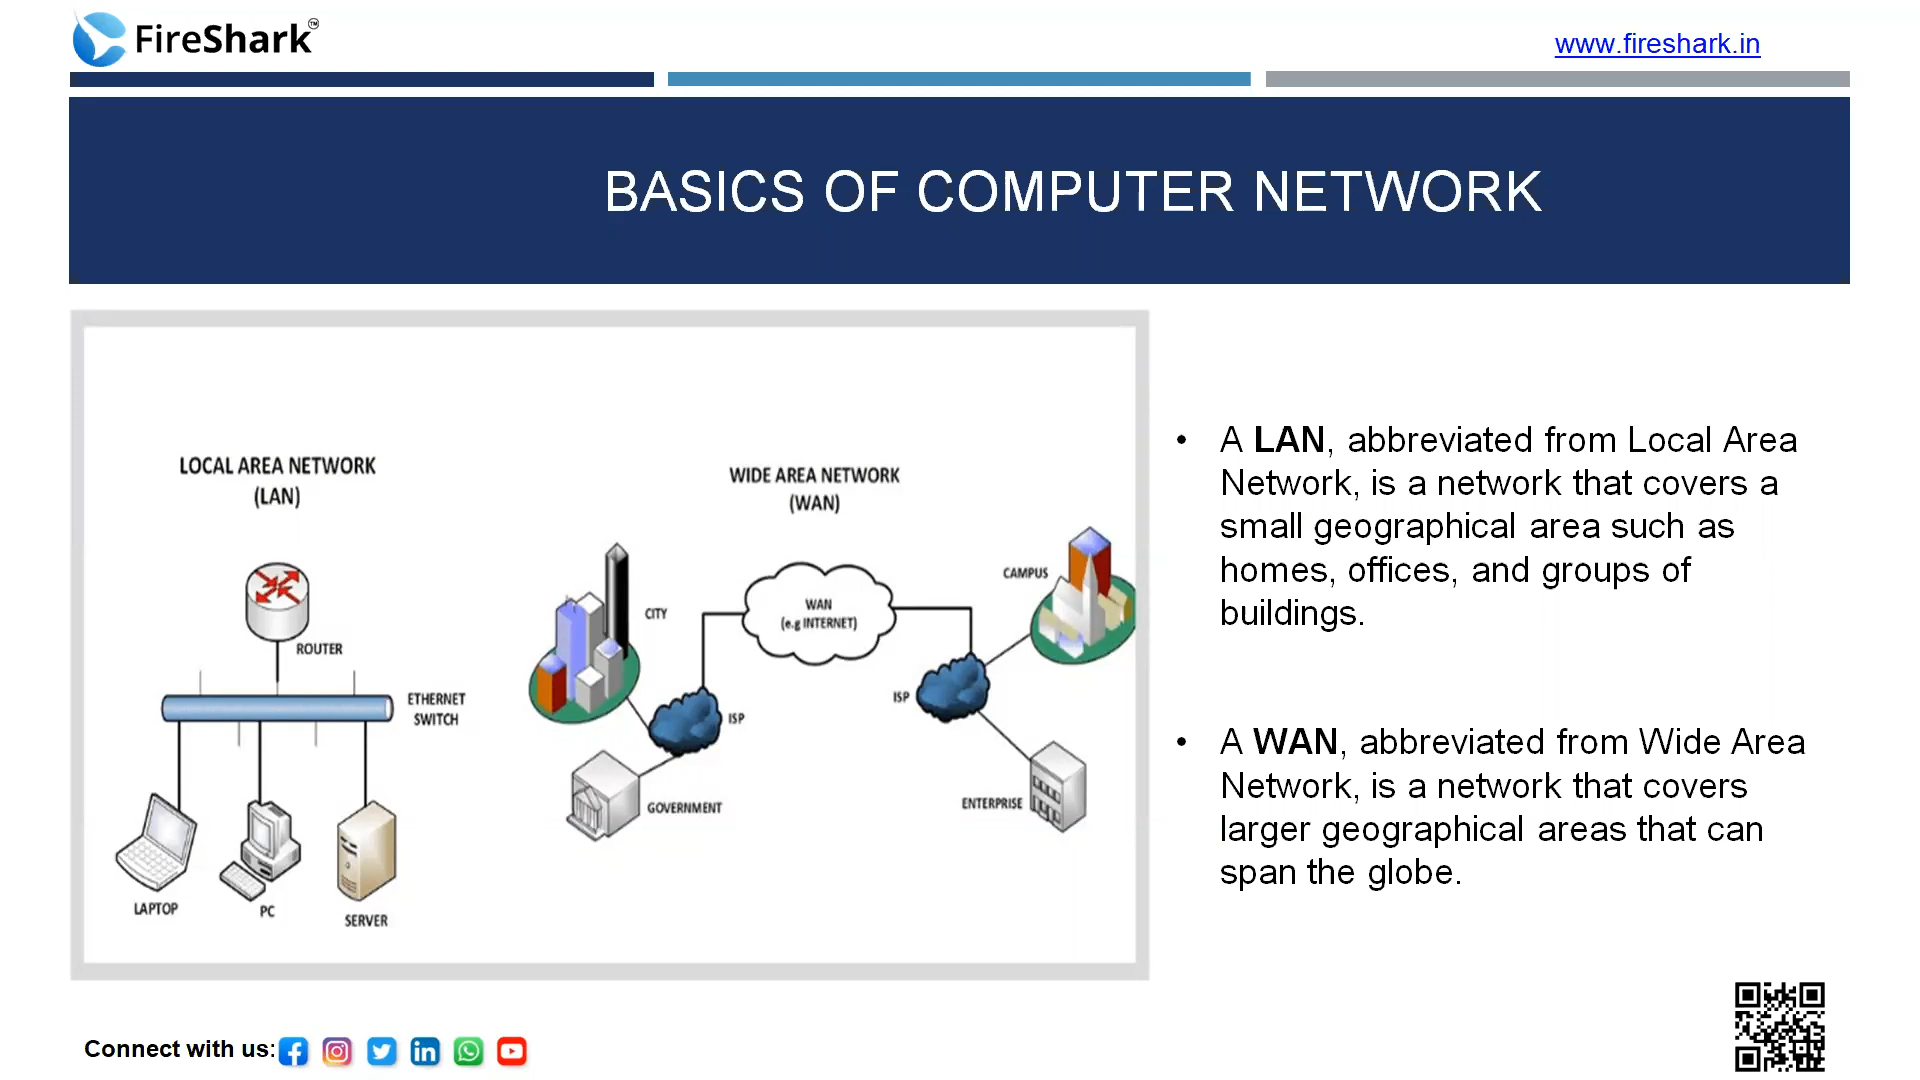 FireShark™
www.fireshark.in
BASICS OF COMPUTER NETWORK
LOCAL AREA NETWORK
(LAN)
ROUTER
ETHERNET
SWITCH
LAPTOP
PC
SERVER
WIDE AREA NETWORK
(WAN)
CITY
WAN
(e.g INTERNET)
CAMPUS
ISP
ISP
GOVERNMENT
ENTERPRISE
• A LAN, abbreviated from Local Area
Network, is a network that covers a
small geographical area such as
homes, offices, and groups of
buildings.
• A WAN, abbreviated from Wide Area
Network, is a network that covers
larger geographical areas that can
span the globe.
Connect with us: